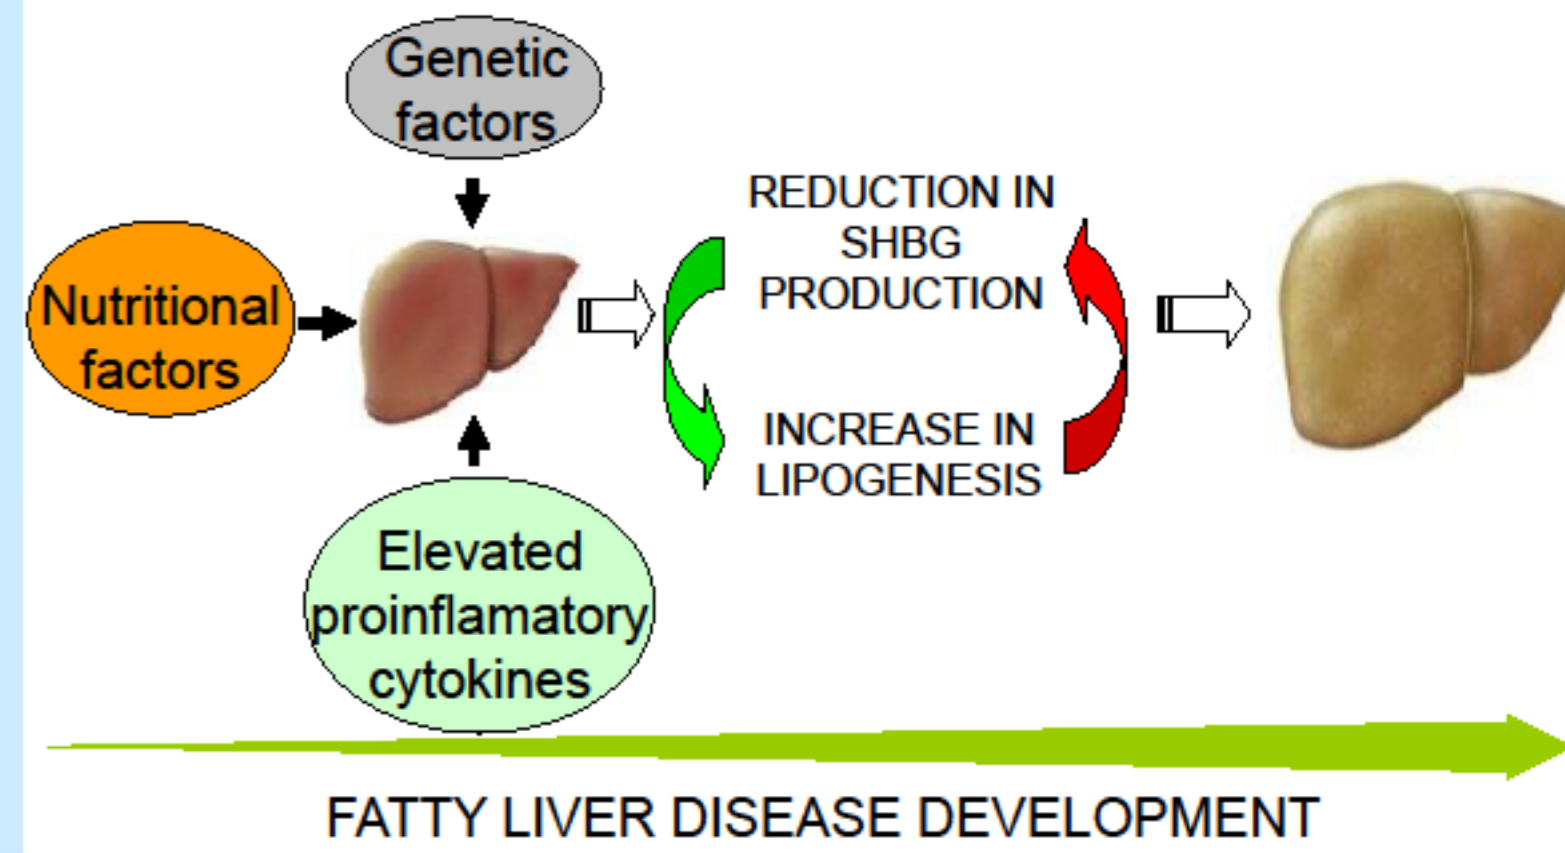 Genetic
factors
Nutritional
factors
Elevated
proinflamatory
cytokines
REDUCTION IN
SHBG
PRODUCTION
INCREASE IN
LIPOGENESIS
FATTY LIVER DISEASE DEVELOPMENT